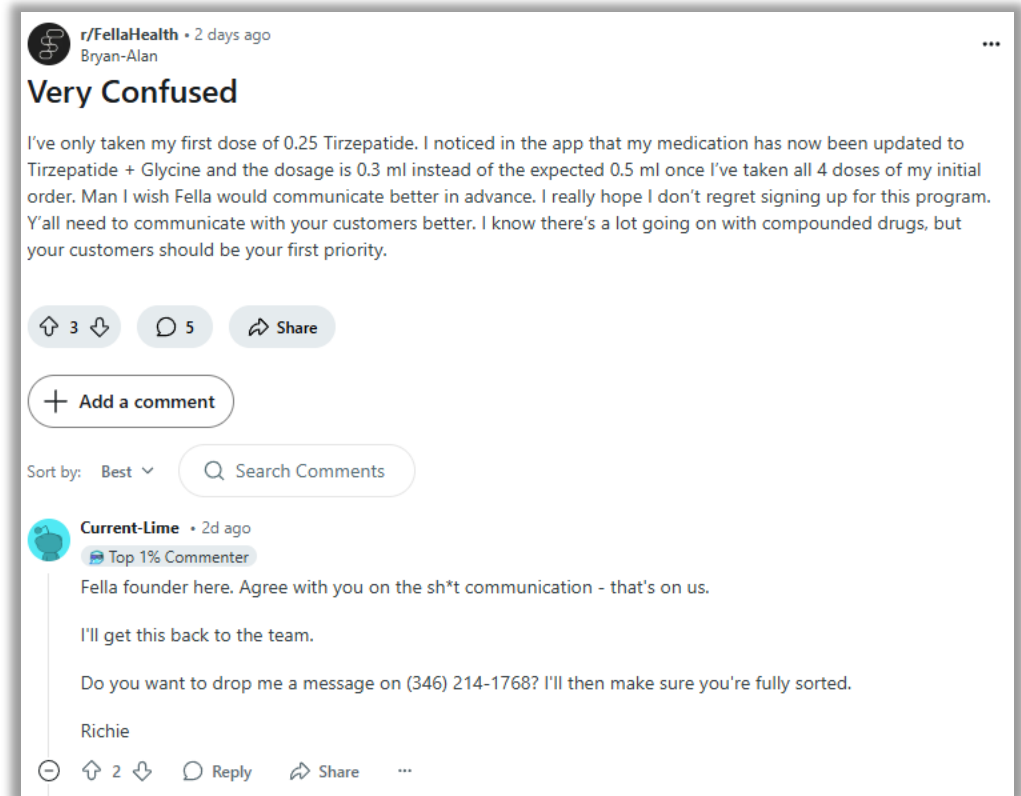 r/FellaHealth • 2 days ago
Bryan-Alan
Very Confused
I've only taken my first dose of 0.25 Tirzepatide. I noticed in the app that my medication has now been updated to
Tirzepatide + Glycine and the dosage is 0.3 ml instead of the expected 0.5 ml once I've taken all 4 doses of my initial
order. Man I wish Fella would communicate better in advance. I really hope I don't regret signing up for this program.
Y'all need to communicate with your customers better. I know there's a lot going on with compounded drugs, but
your customers should be your first priority.
3 5 Share
Add a comment
Sort by: Best Search Comments
Current-Lime • 2d ago
Top 1% Commenter
Fella founder here. Agree with you on the sh*t communication - that's on us.
I'll get this back to the team.
Do you want to drop me a message on (346) 214-1768? I'll then make sure you're fully sorted.
Richie
2 Reply Share